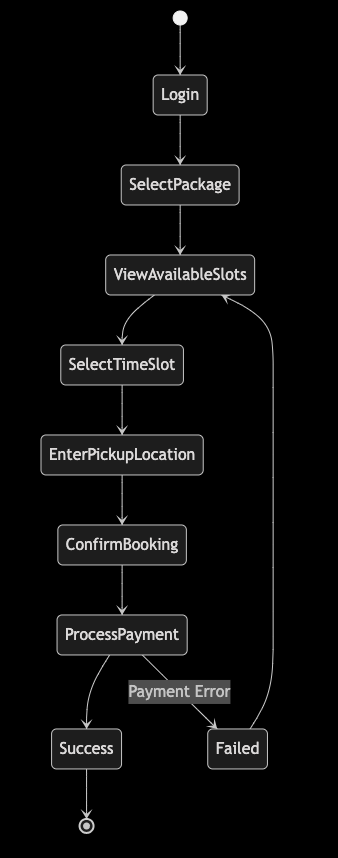 Login
SelectPackage
ViewAvailableSlots
SelectTimeSlot
EnterPickupLocation
ConfirmBooking
ProcessPayment
Payment Error
Success
Failed